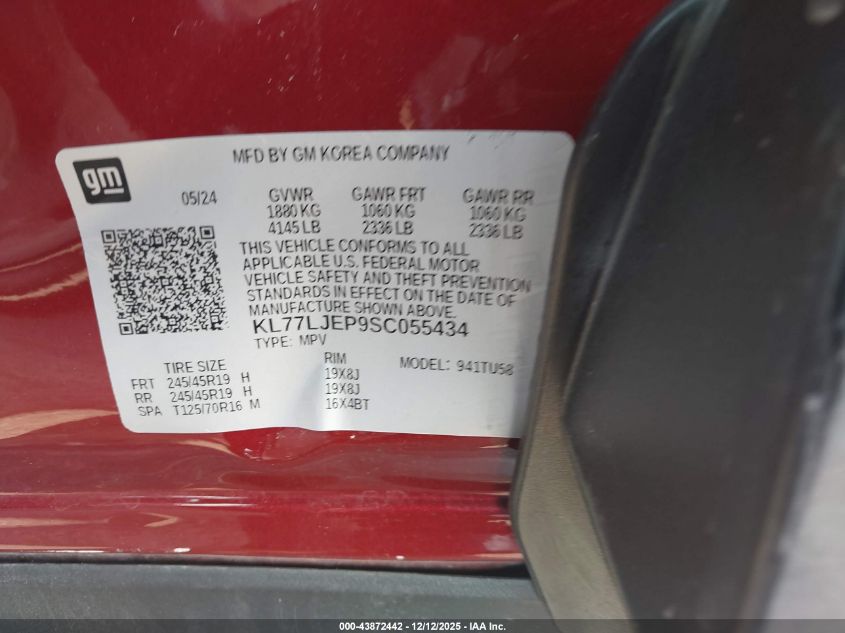 gm
MFD BY GM KOREA COMPANY
05/24 GVWR GAWR FRT GAWR RR
1880 KG 1060 KG 1060 KG
4145 LB 2336 LB 2336 LB
THIS VEHICLE CONFORMS TO ALL
APPLICABLE U.S. FEDERAL MOTOR
VEHICLE SAFETY AND THEFT PREVENTION
STANDARDS IN EFFECT ON THE DATE OF
MANUFACTURE SHOWN ABOVE.
KL77LJEP9SC055434
TYPE: MPV
TIRE SIZE RIM MODEL: 941TU58
FRT 245/45R19 H 19X8J
RR 245/45R19 H 19X8J
SPA T125/70R16 M 16X4BT
000-43872442 - 12/12/2025 - IAA Inc.